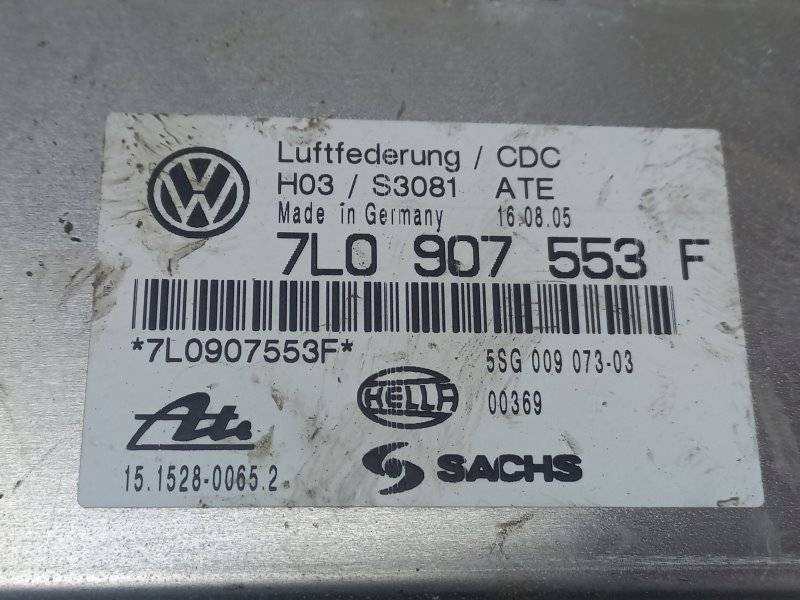 Luftfederung / CDC
H03 / S3081 ATE
Made in Germany 16.08.05
7L0 907 553 F
*7L0907553F*
5SG 009 073-03
HELLA
00369
Ate
15.1528-0065.2
SACHS